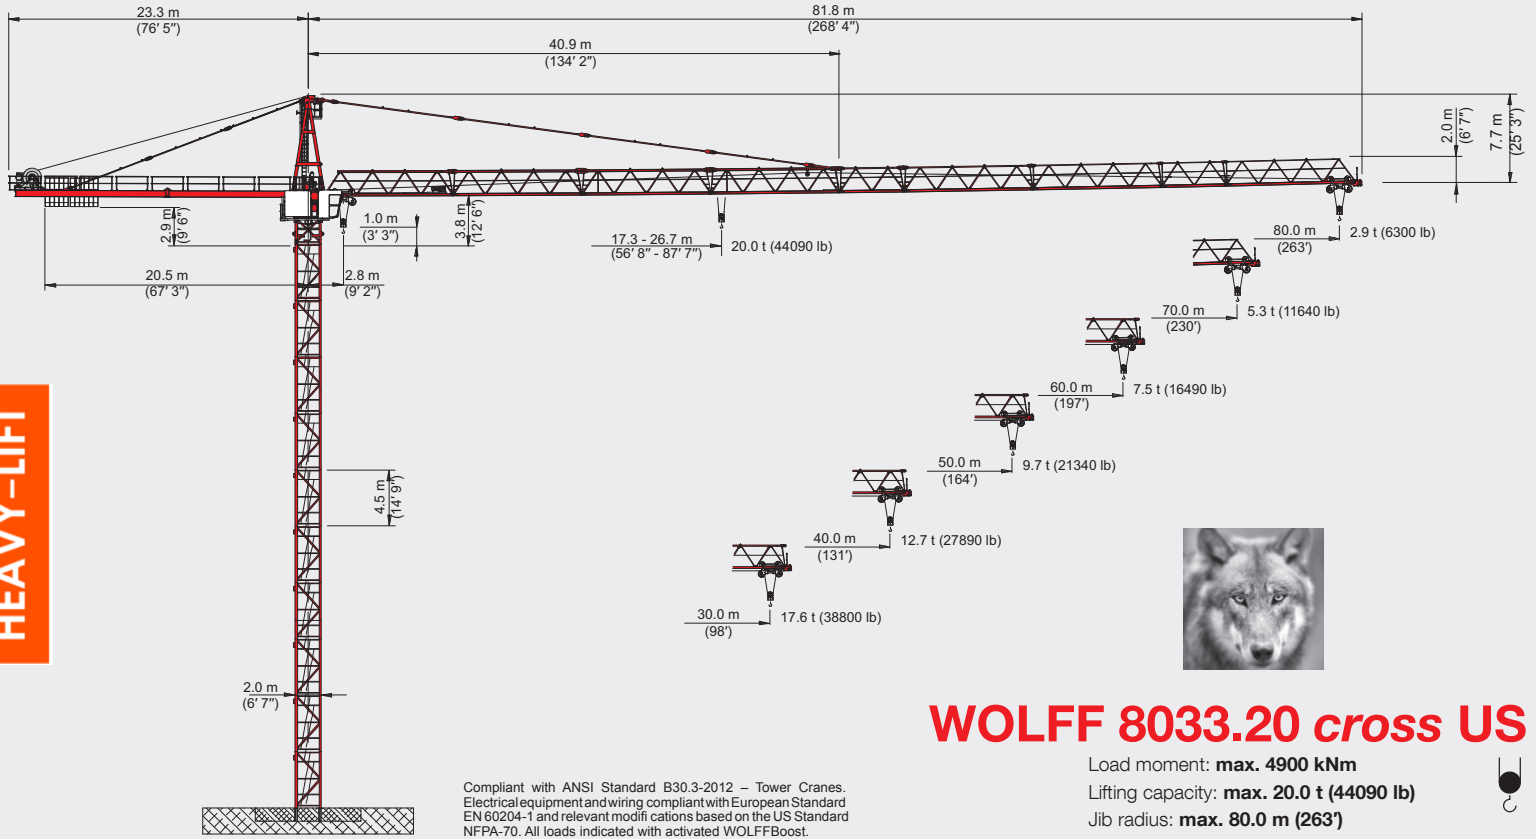 23.3 m
(76′ 5″)
81.8 m
(268′ 4″)
40.9 m
(134′ 2″)
2.0 m
(6′ 7″)
7.7 m
(25′ 3″)
2.9 m
(9′ 6″)
1.0 m
(3′ 3″)
3.8 m
(12′ 6″)
17.3 - 26.7 m
(56′ 8″ - 87′ 7″)
20.0 t (44090 lb)
80.0 m
(263′)
2.9 t (6300 lb)
20.5 m
(67′ 3″)
2.8 m
(9′ 2″)
70.0 m
(230′)
5.3 t (11640 lb)
60.0 m
(197′)
7.5 t (16490 lb)
50.0 m
(164′)
9.7 t (21340 lb)
4.5 m
(14′ 9″)
40.0 m
(131′)
12.7 t (27890 lb)
30.0 m
(98′)
17.6 t (38800 lb)
HEAVY-LIFT
2.0 m
(6′ 7″)
WOLFF 8033.20 cross US
Load moment: max. 4900 kNm
Lifting capacity: max. 20.0 t (44090 lb)
Jib radius: max. 80.0 m (263′)
Compliant with ANSI Standard B30.3-2012 – Tower Cranes.
Electrical equipment and wiring compliant with European Standard
EN 60204-1 and relevant modifi cations based on the US Standard
NFPA-70. All loads indicated with activated WOLFFBoost.